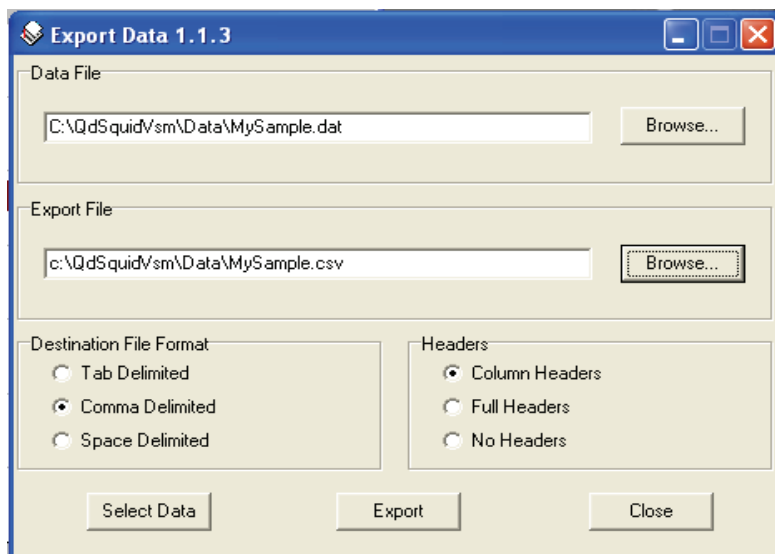 Export Data 1.1.3
Data File
C:\QdSquidVsm\Data\MySample.dat
Browse...
Export File
c:\QdSquidVsm\Data\MySample.csv
Browse...
Destination File Format
Headers
Tab Delimited
Column Headers
Comma Delimited
Full Headers
Space Delimited
No Headers
Select Data
Export
Close